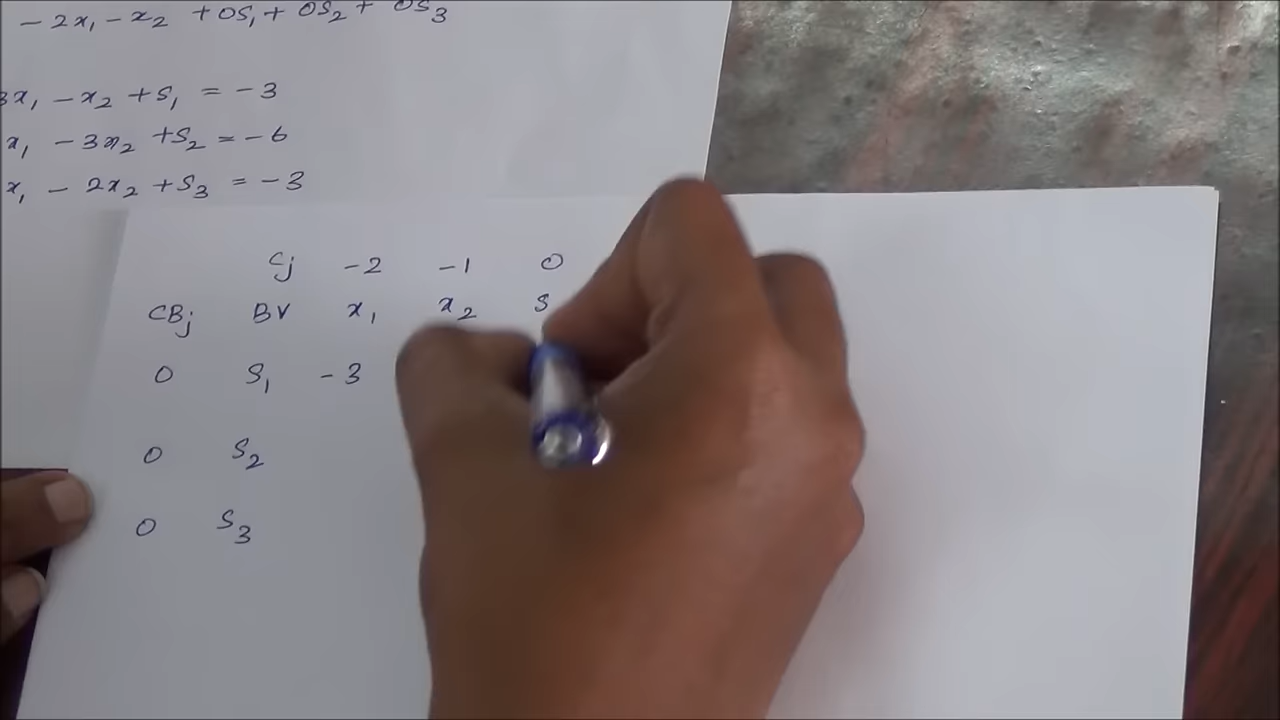 - 2x₁ - x₂ + 0S₁ + 0S₂ + 0S₃
3x₁ - x₂ + S₁ = -3
x₁ - 3x₂ + S₂ = -6
x₁ - 2x₂ + S₃ = -3
Cj -2 -1 0
CBj BV x₁ x₂ S
0 S₁ -3
0 S₂
0 S₃